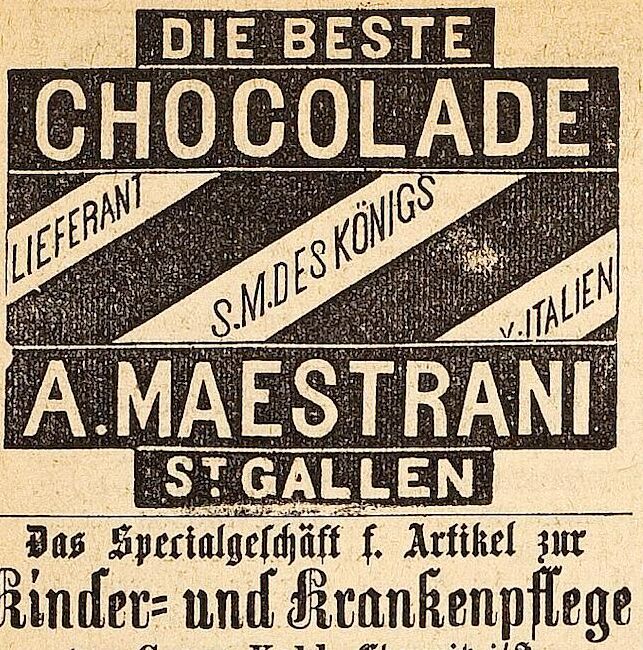 DIE BESTE
CHOCOLADE
LIEFERANT
S.M.DES KÖNIGS
v.ITALIEN
A.MAESTRANI
ST. GALLEN
Das Specialgeſchäft f. Artikel zur
Kinder= und Krankenpflege